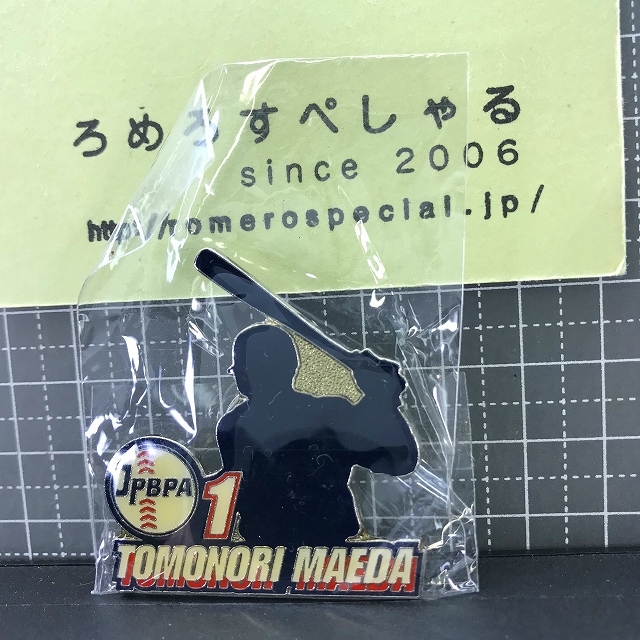 ろめろすぺしゃる
since 2006
http://romerospecial.jp/
JPBPA
1
TOMONORI MAEDA